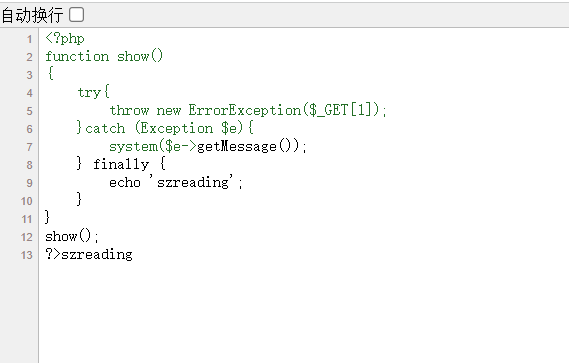 自动换行
1 <?php
2 function show()
3 {
4     try{
5         throw new ErrorException($_GET[1]);
6     }catch (Exception $e){
7         system($e->getMessage());
8     } finally {
9         echo 'szreading';
10     }
11 }
12 show();
13 ?>szreading